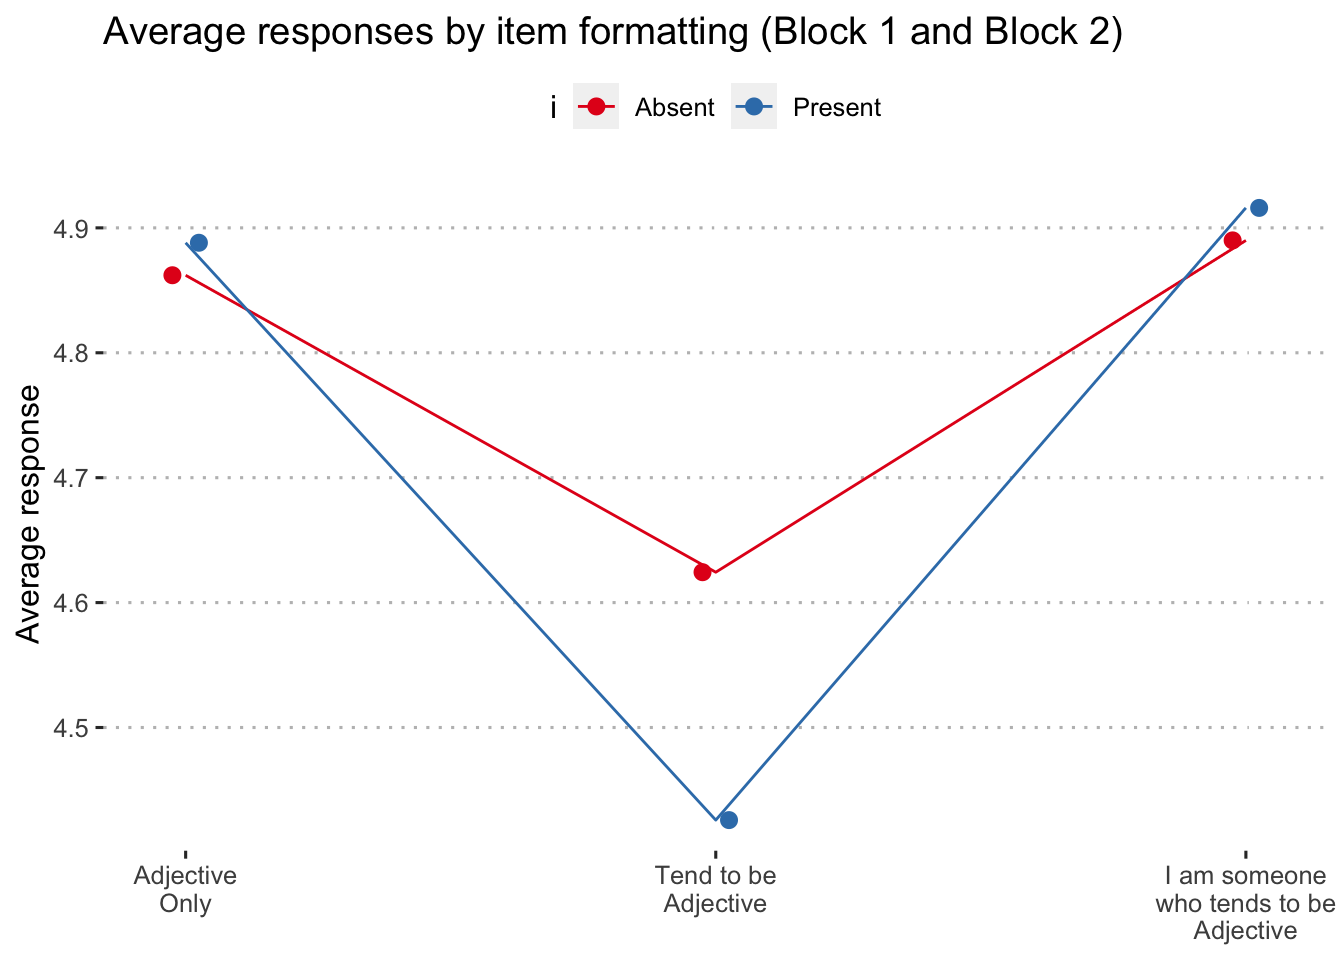 Average responses by item formatting (Block 1 and Block 2)
i Absent Present
Average response
4.9
4.8
4.7
4.6
4.5
Adjective
Only
Tend to be
Adjective
I am someone
who tends to be
Adjective